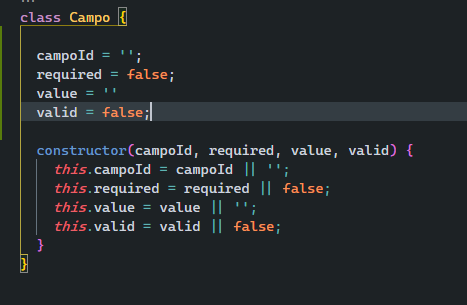 class Campo {
campoId = '';
required = false;
value = ''
valid = false;
constructor(campoId, required, value, valid) {
this.campoId = campoId || '';
this.required = required || false;
this.value = value || '';
this.valid = valid || false;
}
}